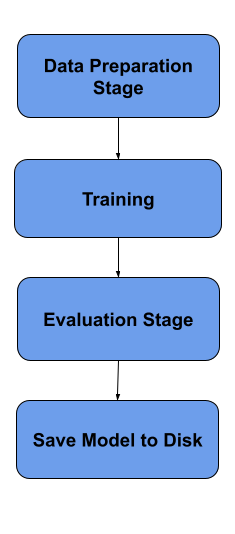 Data Preparation
Stage
Training
Evaluation Stage
Save Model to Disk